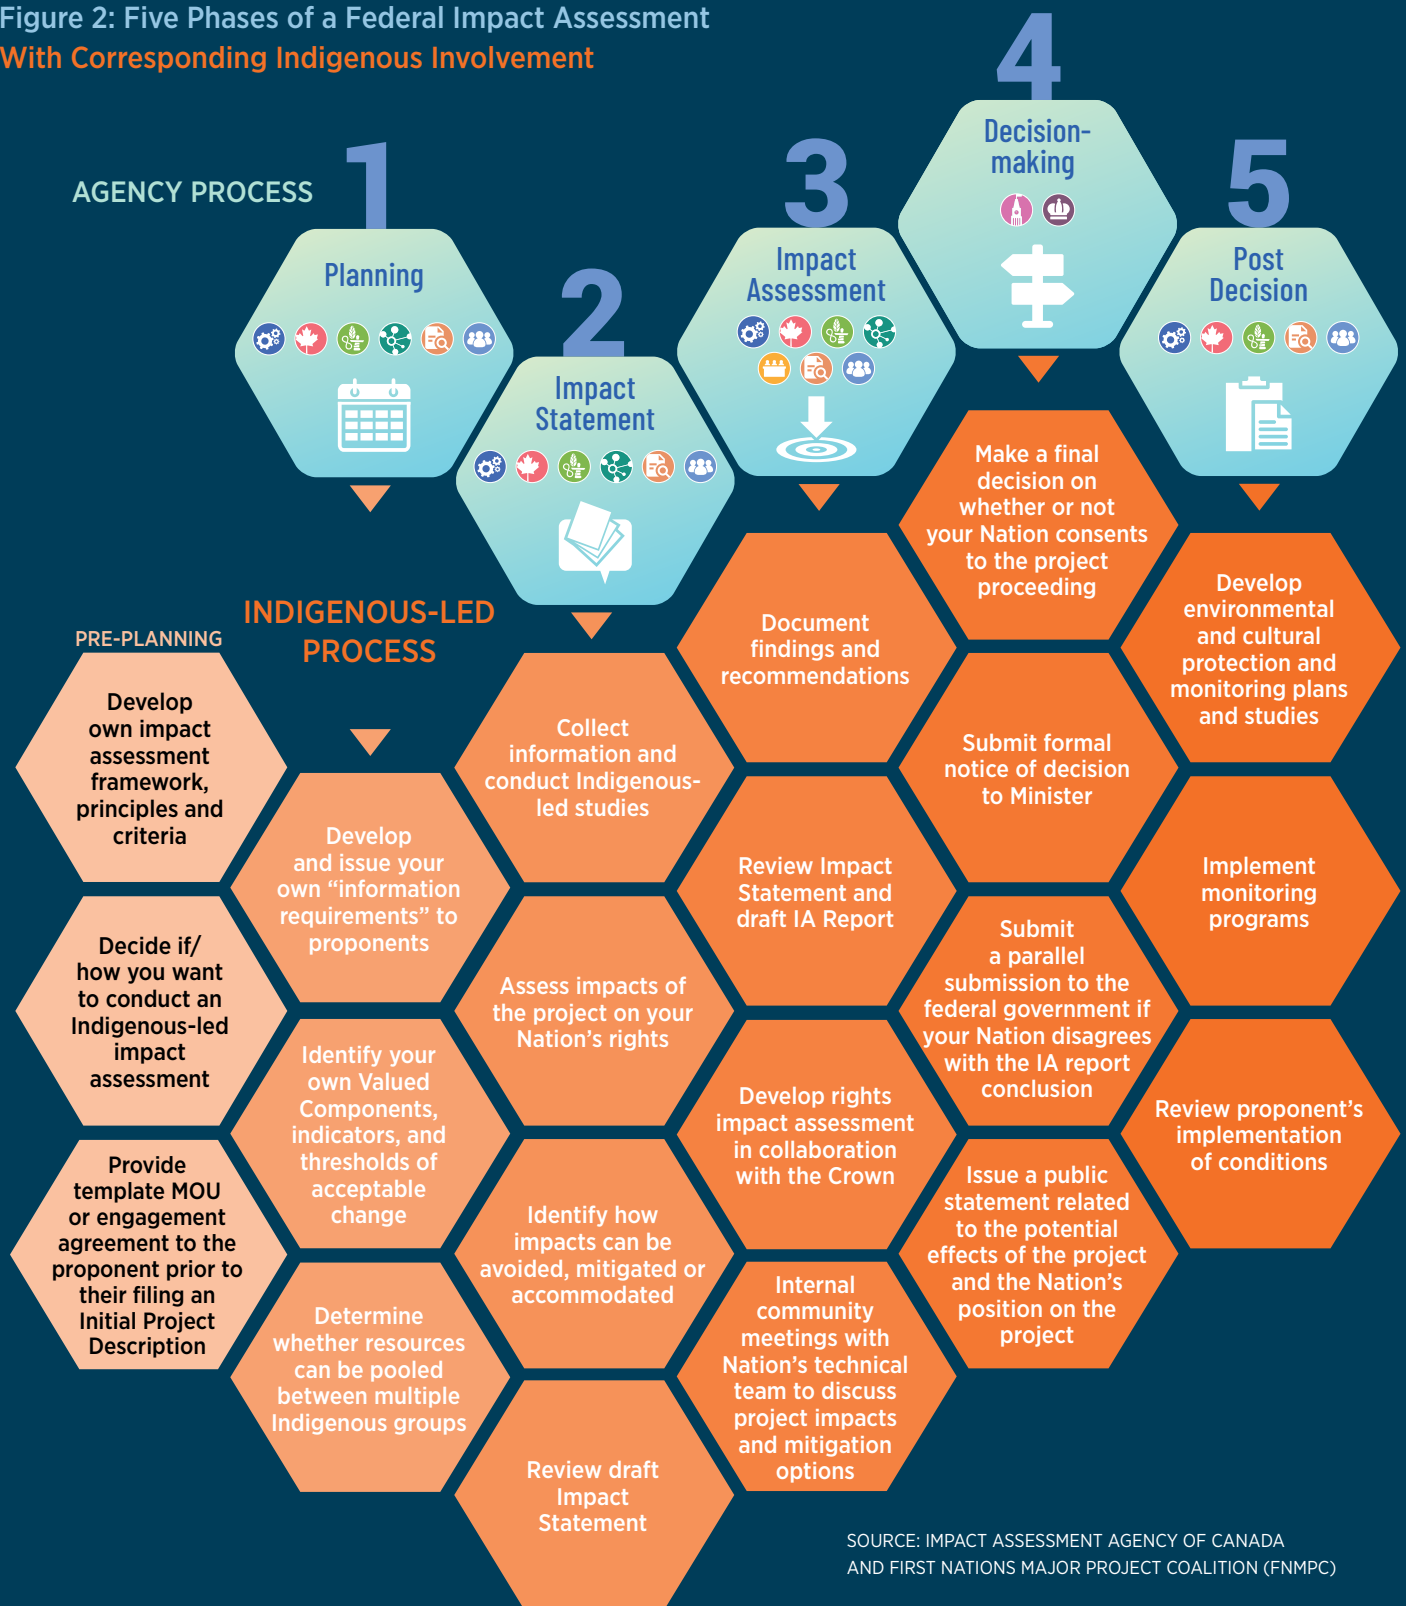 Figure 2: Five Phases of a Federal Impact Assessment
With Corresponding Indigenous Involvement
AGENCY PROCESS
1
Planning
2
Impact
Statement
3
Impact
Assessment
4
Decision-
making
5
Post
Decision
INDIGENOUS-LED
PROCESS
PRE-PLANNING
Develop
own impact
assessment
framework,
principles and
criteria
Decide if/
how you want
to conduct an
Indigenous-led
impact
assessment
Provide
template MOU
or engagement
agreement to the
proponent prior to
their filing an
Initial Project
Description
Develop
and issue your
own “information
requirements” to
proponents
Identify your
own Valued
Components,
indicators, and
thresholds of
acceptable
change
Determine
whether resources
can be pooled
between multiple
Indigenous groups
Collect
information and
conduct Indigenous-
led studies
Assess impacts of
the project on your
Nation’s rights
Identify how
impacts can be
avoided, mitigated or
accommodated
Review draft
Impact
Statement
Document
findings and
recommendations
Review Impact
Statement and
draft IA Report
Develop rights
impact assessment
in collaboration
with the Crown
Internal
community
meetings with
Nation’s technical
team to discuss
project impacts
and mitigation
options
Make a final
decision on
whether or not
your Nation consents
to the project
proceeding
Submit formal
notice of decision
to Minister
Submit
a parallel
submission to the
federal government if
your Nation disagrees
with the IA report
conclusion
Issue a public
statement related
to the potential
effects of the project
and the Nation’s
position on the
project
Develop
environmental
and cultural
protection and
monitoring plans
and studies
Implement
monitoring
programs
Review proponent’s
implementation
of conditions
SOURCE: IMPACT ASSESSMENT AGENCY OF CANADA
AND FIRST NATIONS MAJOR PROJECT COALITION (FNMPC)